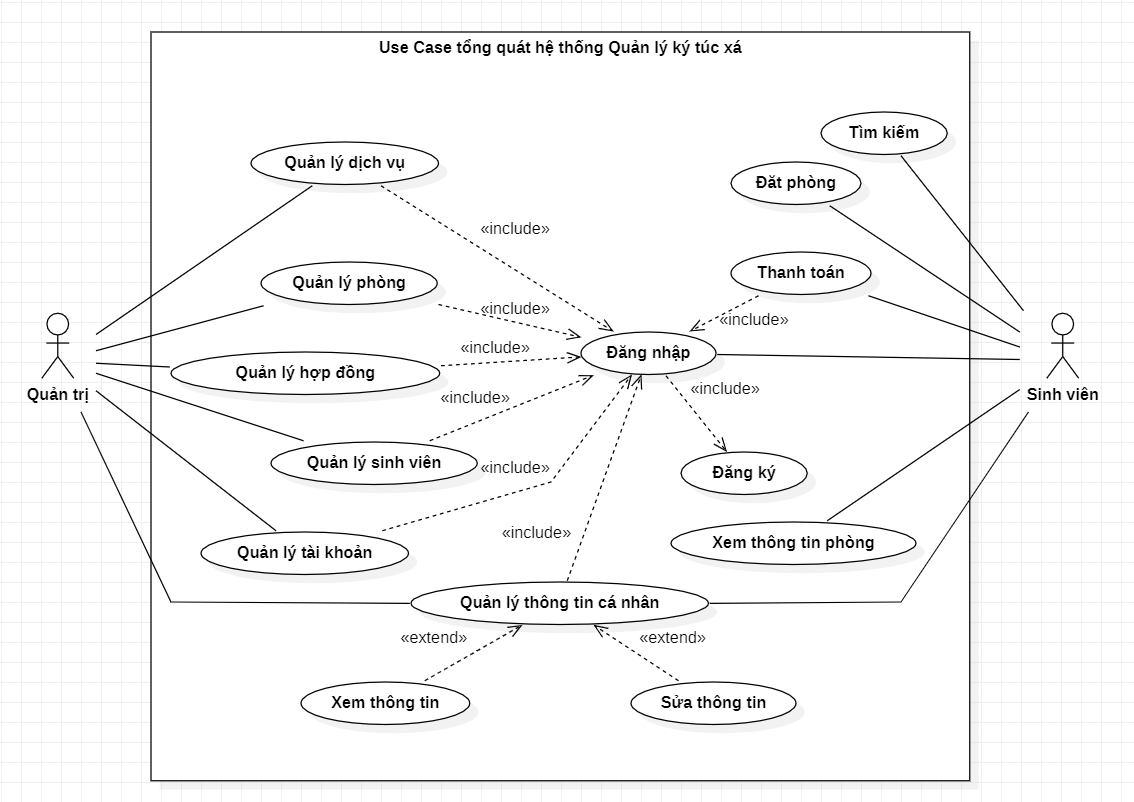 Use Case tổng quát hệ thống Quản lý ký túc xá
Tìm kiếm
Quản lý dịch vụ
Đăt phòng
«include»
Quản lý phòng
Thanh toán
«include»
«include»
Quản lý hợp đồng
«include»
Đăng nhập
Quản trị
Sinh viên
«include»
«include»
Quản lý sinh viên
«include»
Đăng ký
Quản lý tài khoản
«include»
Xem thông tin phòng
Quản lý thông tin cá nhân
«extend»
«extend»
Xem thông tin
Sửa thông tin